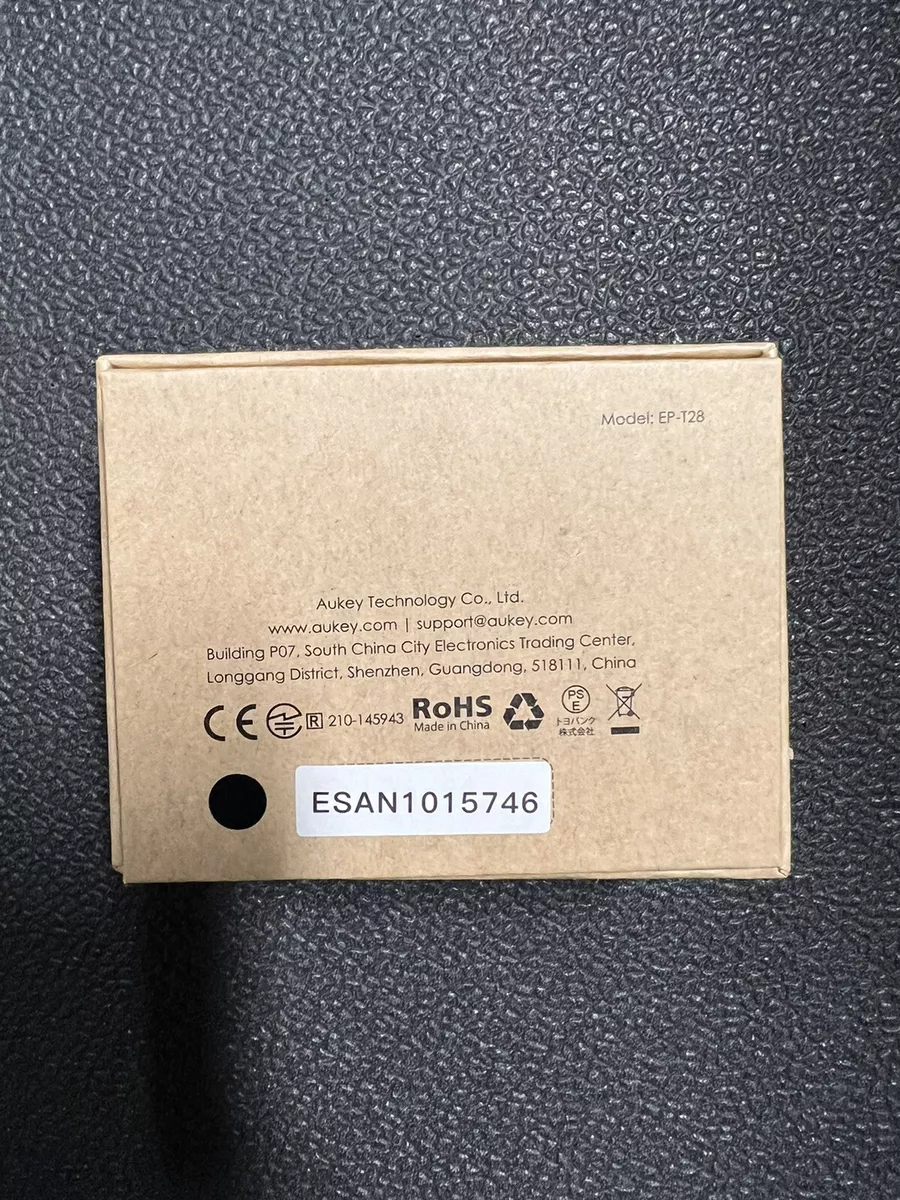 Model: EP-T28
Aukey Technology Co., Ltd.
www.aukey.com | support@aukey.com
Building P07, South China City Electronics Trading Center,
Longgang District, Shenzhen, Guangdong, 518111, China
CE R 210-145943 RoHS PS E
Made in China トヨバンク
株式会社
ESAN1015746